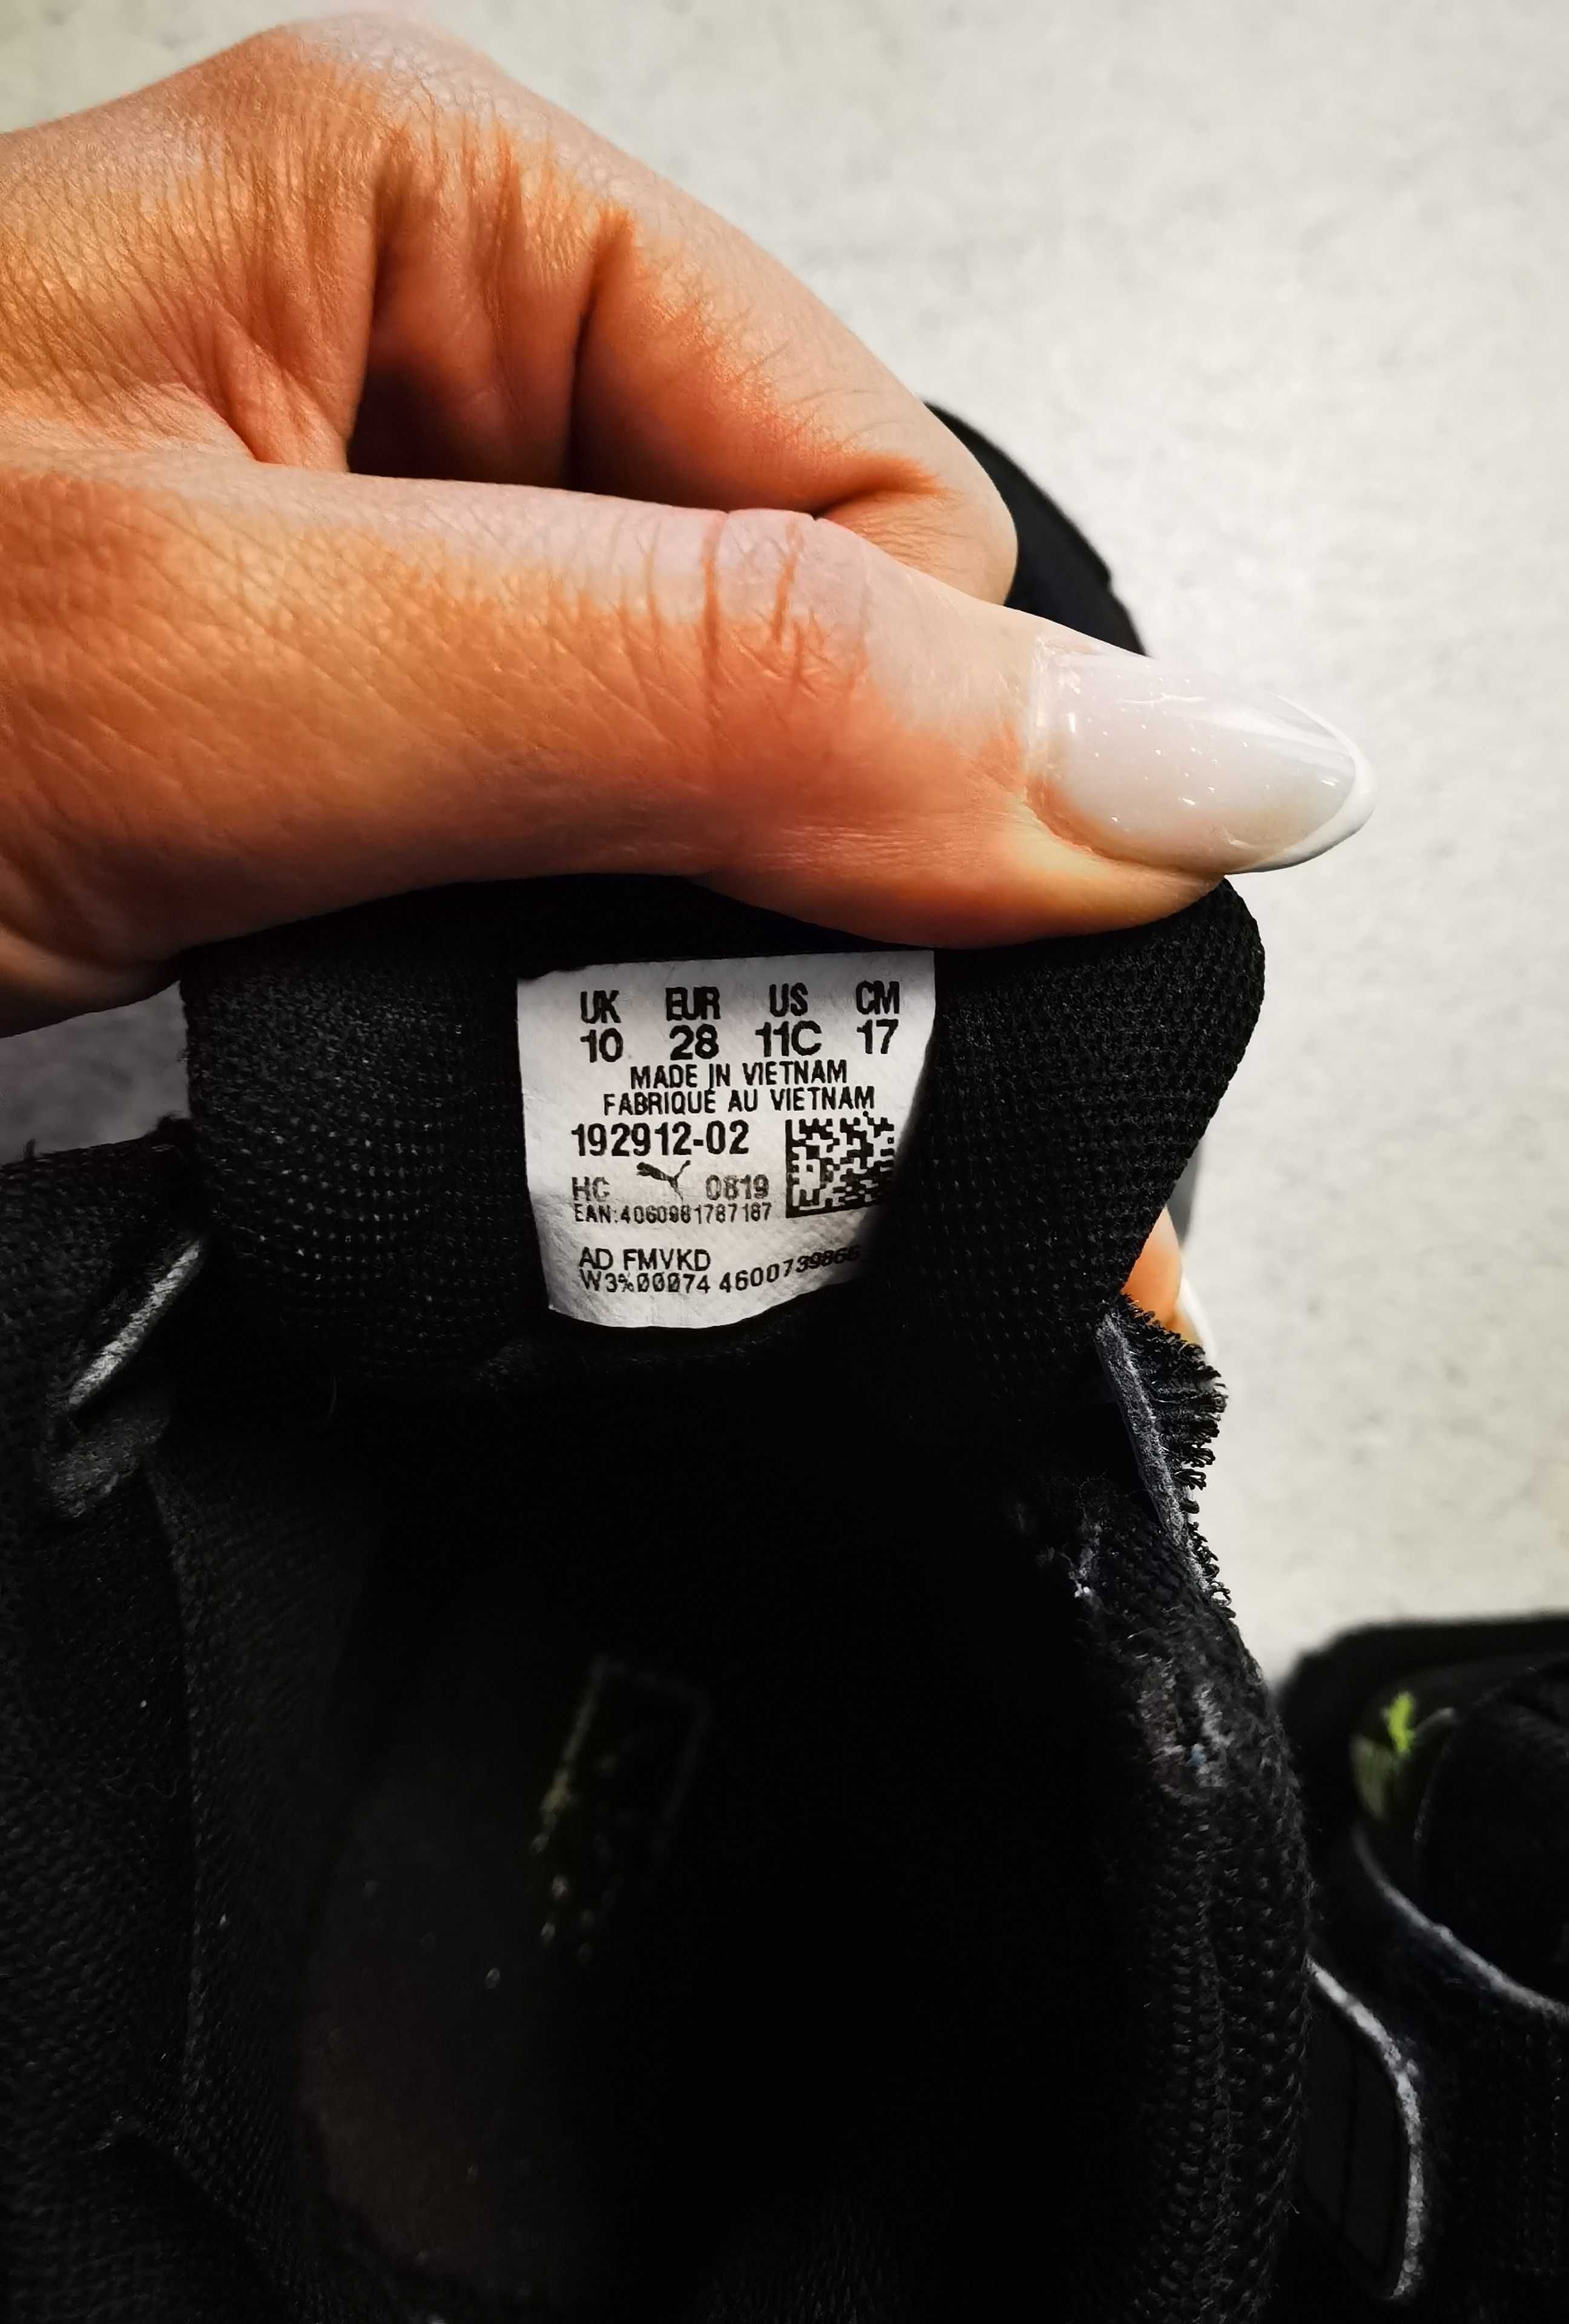 UK EUR US CM
10 28 11C 17
MADE IN VIETNAM
FABRIQUÉ AU VIETNAM
192912-02
HC 0819
EAN:4060981787187
AD FMVKD
W3%00074